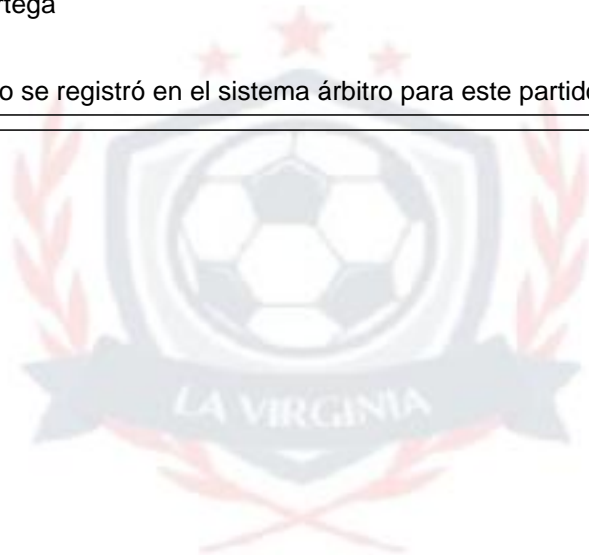 rtega
o se registró en el sistema árbitro para este partid
LA VIRGINIA